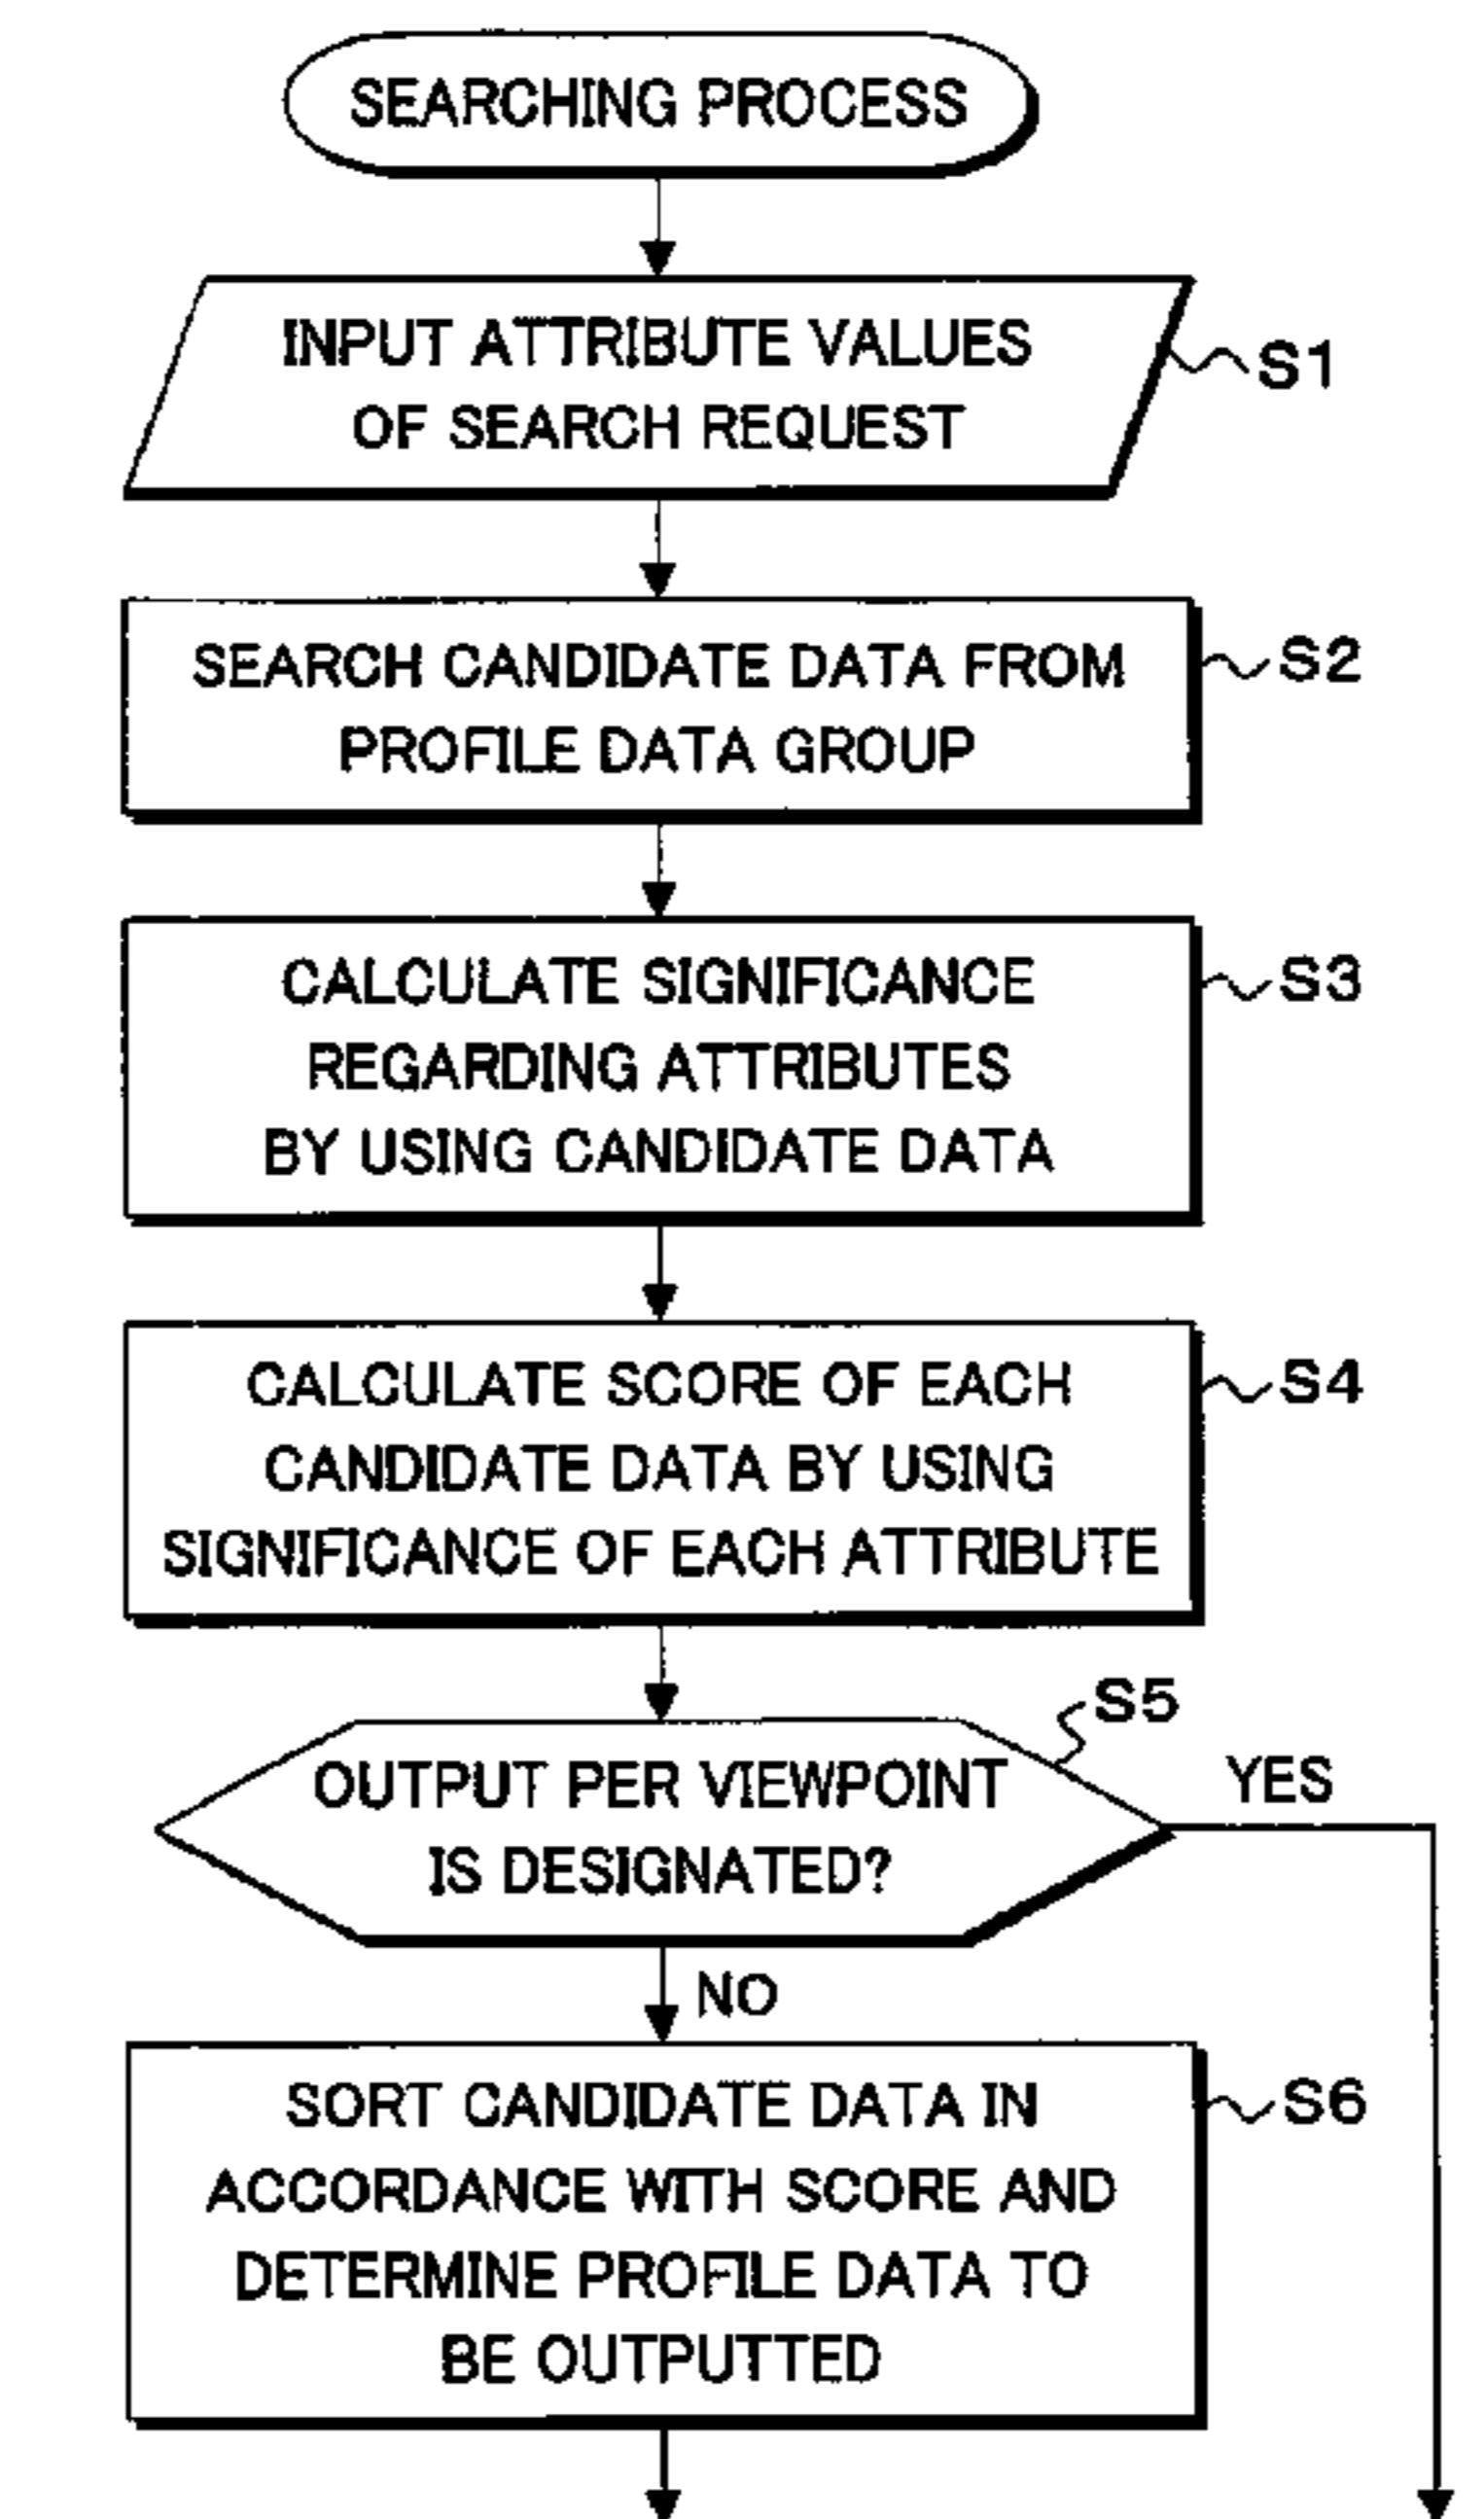 SEARCHING PROCESS
INPUT ATTRIBUTE VALUES
OF SEARCH REQUEST
S1
SEARCH CANDIDATE DATA FROM
PROFILE DATA GROUP
S2
CALCULATE SIGNIFICANCE
REGARDING ATTRIBUTES
BY USING CANDIDATE DATA
S3
CALCULATE SCORE OF EACH
CANDIDATE DATA BY USING
SIGNIFICANCE OF EACH ATTRIBUTE
S4
OUTPUT PER VIEWPOINT
IS DESIGNATED?
S5
YES
NO
SORT CANDIDATE DATA IN
ACCORDANCE WITH SCORE AND
DETERMINE PROFILE DATA TO
BE OUTPUTTED
S6